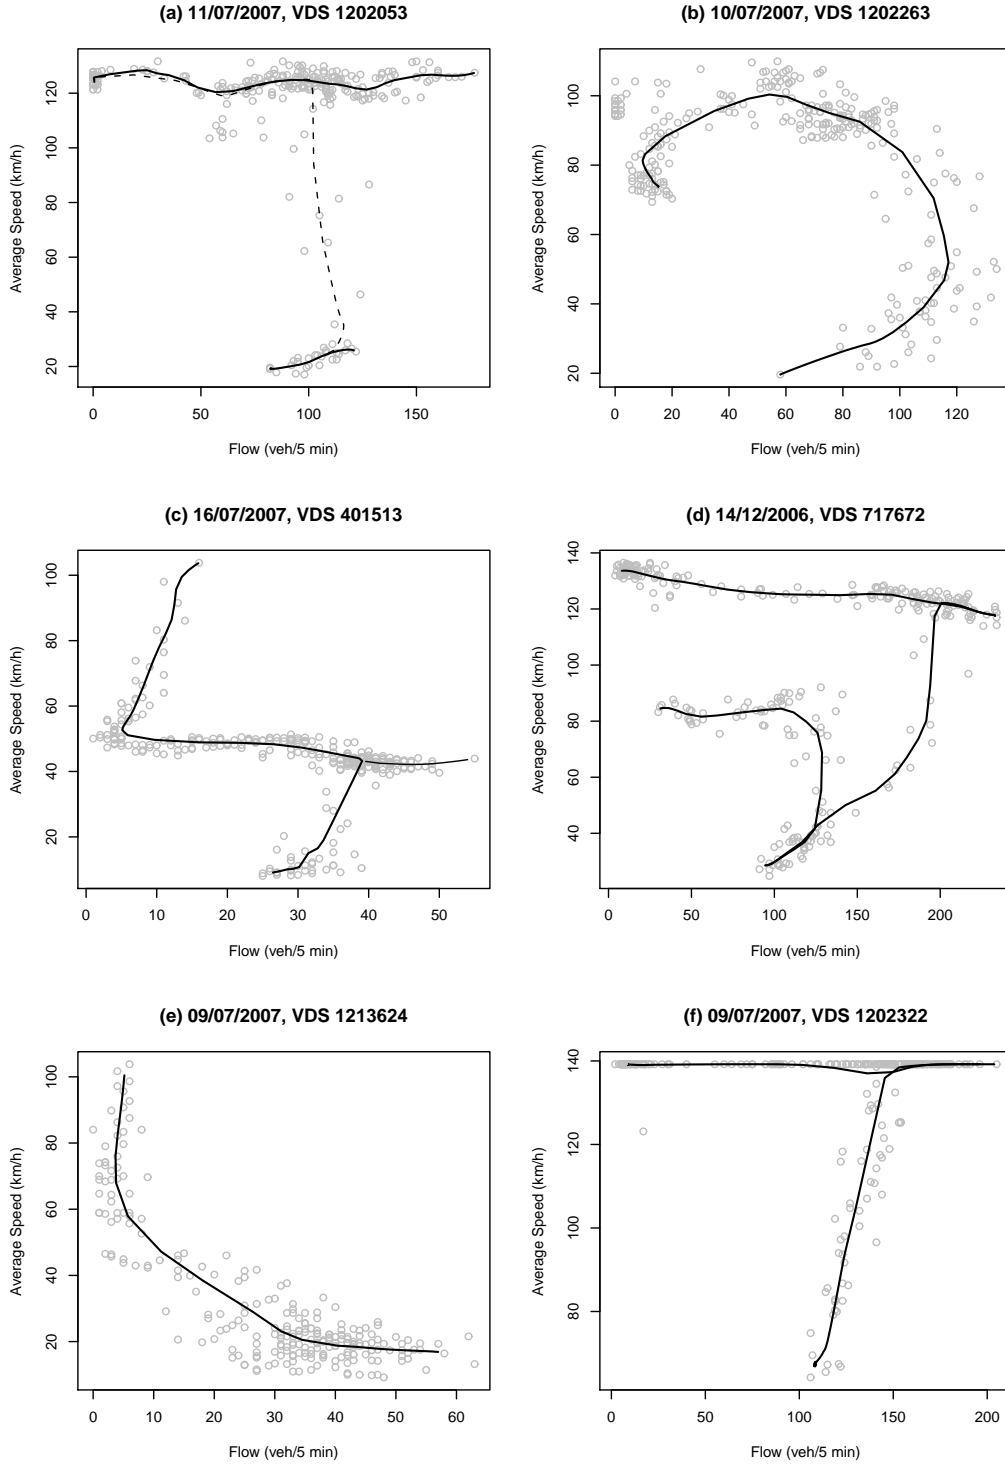 (a) 11/07/2007, VDS 1202053
Average Speed (km/h)
20 40 60 80 100 120
0 50 100 150
Flow (veh/5 min)
(b) 10/07/2007, VDS 1202263
Average Speed (km/h)
20 40 60 80 100
0 20 40 60 80 100 120
Flow (veh/5 min)
(c) 16/07/2007, VDS 401513
Average Speed (km/h)
20 40 60 80 100
0 10 20 30 40 50
Flow (veh/5 min)
(d) 14/12/2006, VDS 717672
Average Speed (km/h)
40 60 80 100 120 140
0 50 100 150 200
Flow (veh/5 min)
(e) 09/07/2007, VDS 1213624
Average Speed (km/h)
20 40 60 80 100
0 10 20 30 40 50 60
Flow (veh/5 min)
(f) 09/07/2007, VDS 1202322
Average Speed (km/h)
80 100 120 140
0 50 100 150 200
Flow (veh/5 min)